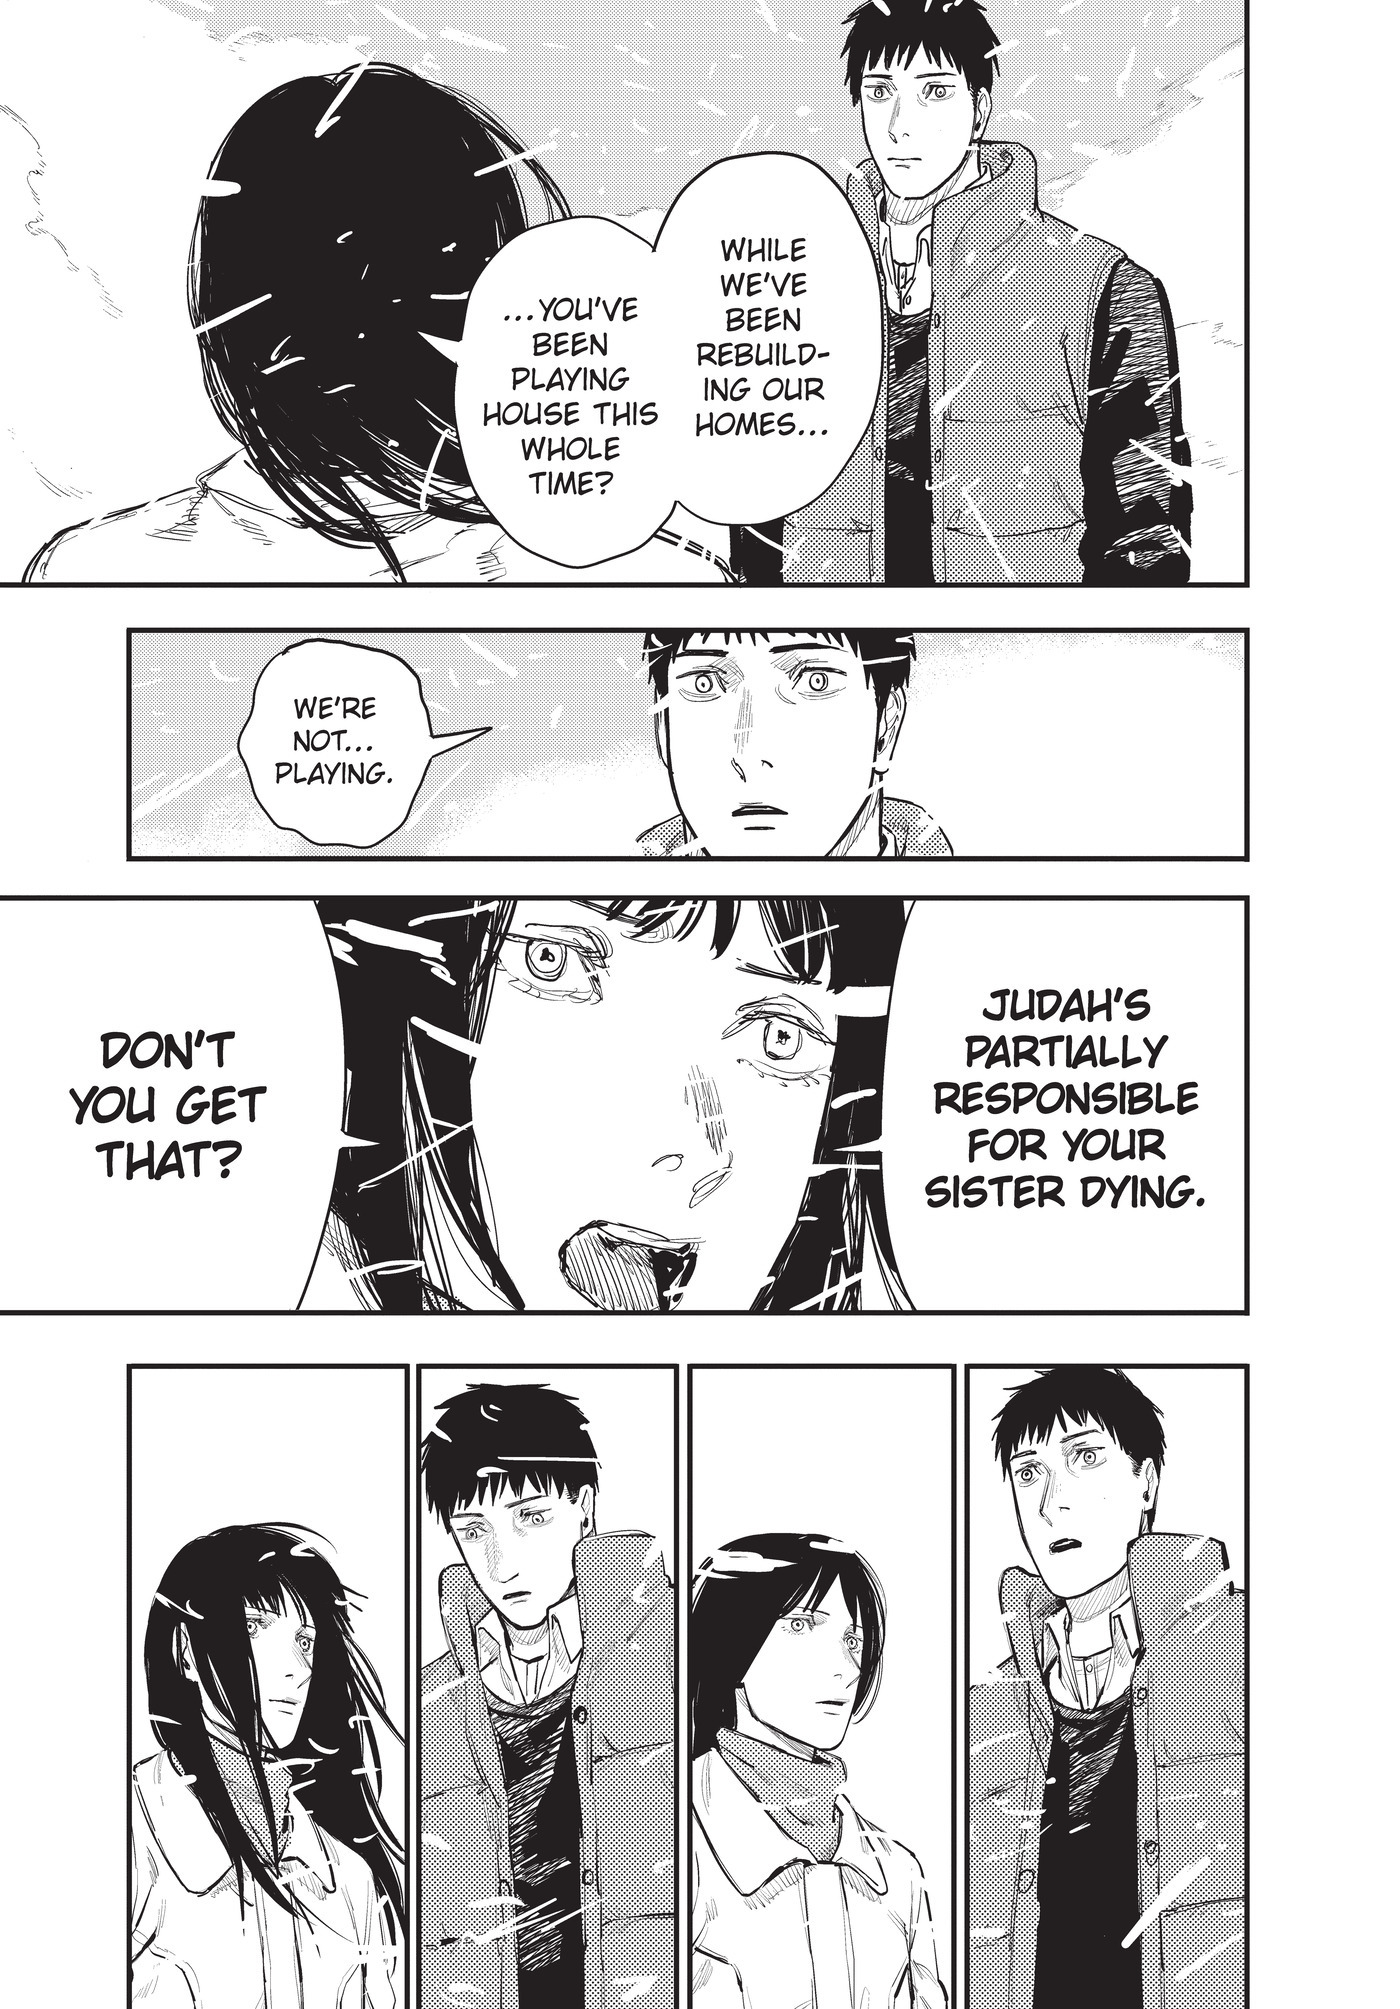 WHILE
WE'VE
BEEN
REBUILD-
ING OUR
HOMES...
...YOU'VE
BEEN
PLAYING
HOUSE THIS
WHOLE
TIME?
WE'RE
NOT...
PLAYING.
JUDAH'S
PARTIALLY
RESPONSIBLE
FOR YOUR
SISTER DYING.
DON'T
YOU GET
THAT?